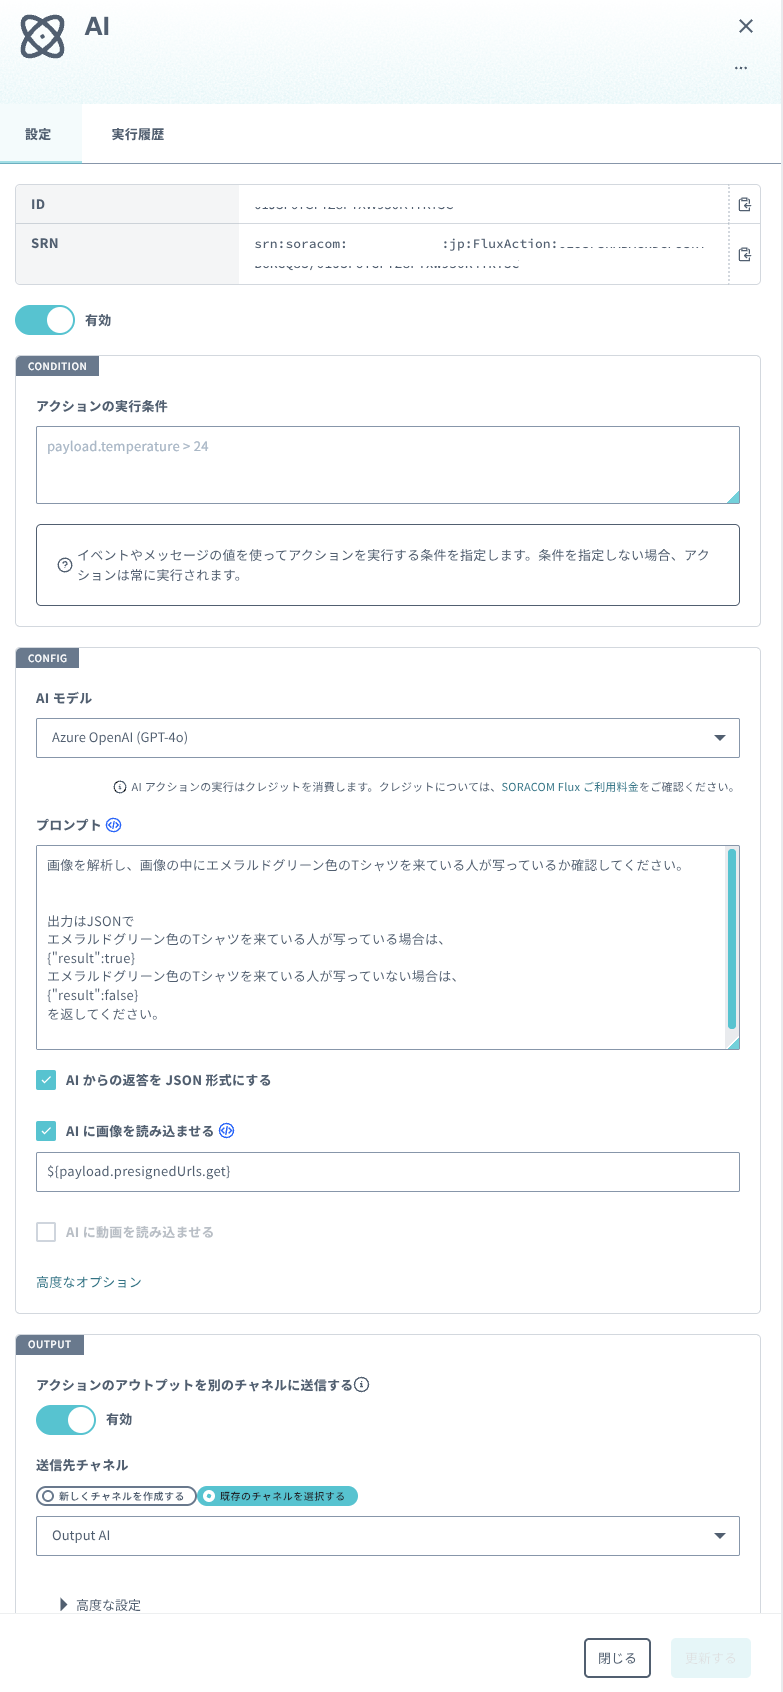 AI
設定
実行履歴
ID
SRN
srn:soracom:
:jp:FluxAction:
有効
CONDITION
アクションの実行条件
payload.temperature > 24
イベントやメッセージの値を使ってアクションを実行する条件を指定します。条件を指定しない場合、アク
ションは常に実行されます。
CONFIG
AI モデル
Azure OpenAI (GPT-4o)
AI アクションの実行はクレジットを消費します。クレジットについては、SORACOM Flux ご利用料金をご確認ください。
プロンプト
画像を解析し、画像の中にエメラルドグリーン色のTシャツを来ている人が写っているか確認してください。
出力はJSONで
エメラルドグリーン色のTシャツを来ている人が写っている場合は、
{"result":true}
エメラルドグリーン色のTシャツを来ている人が写っていない場合は、
{"result":false}
を返してください。
AI からの返答を JSON 形式にする
AI に画像を読み込ませる
${payload.presignedUrls.get}
AI に動画を読み込ませる
高度なオプション
OUTPUT
アクションのアウトプットを別のチャネルに送信する
有効
送信先チャネル
新しくチャネルを作成する
既存のチャネルを選択する
Output AI
高度な設定
閉じる
更新する